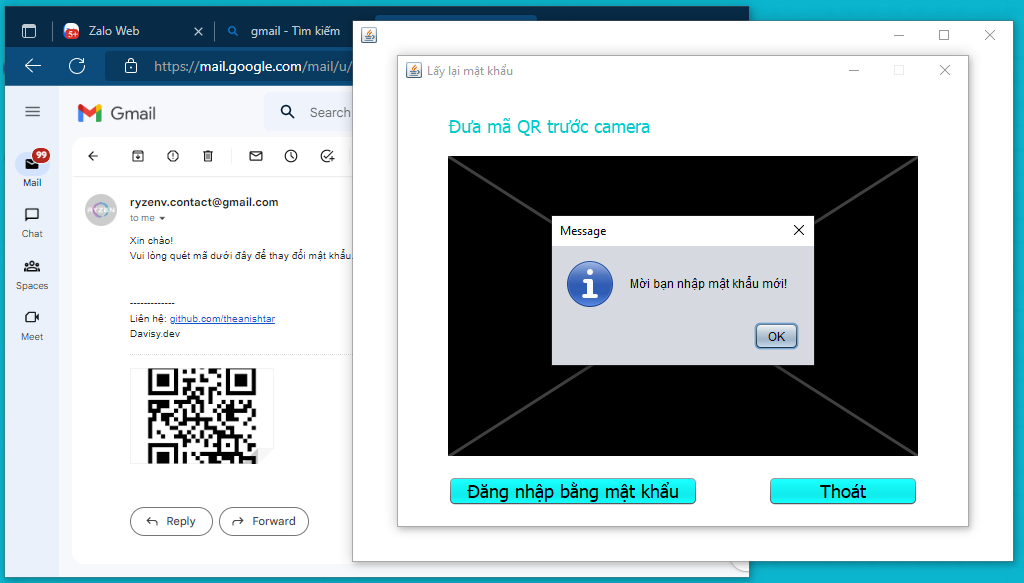 Zalo Web
gmail - Tìm kiếm
https://mail.google.com/mail/u/
Gmail
Search
99
Mail
Chat
Spaces
Meet
ryzenv.contact@gmail.com
to me
Xin chào!
Vui lòng quét mã dưới đây để thay đổi mật khẩu.
-------------
Liên hệ: github.com/theanishtar
Davisy.dev
Reply
Forward
Lấy lại mật khẩu
Đưa mã QR trước camera
Message
Mời bạn nhập mật khẩu mới!
OK
Đăng nhập bằng mật khẩu
Thoát